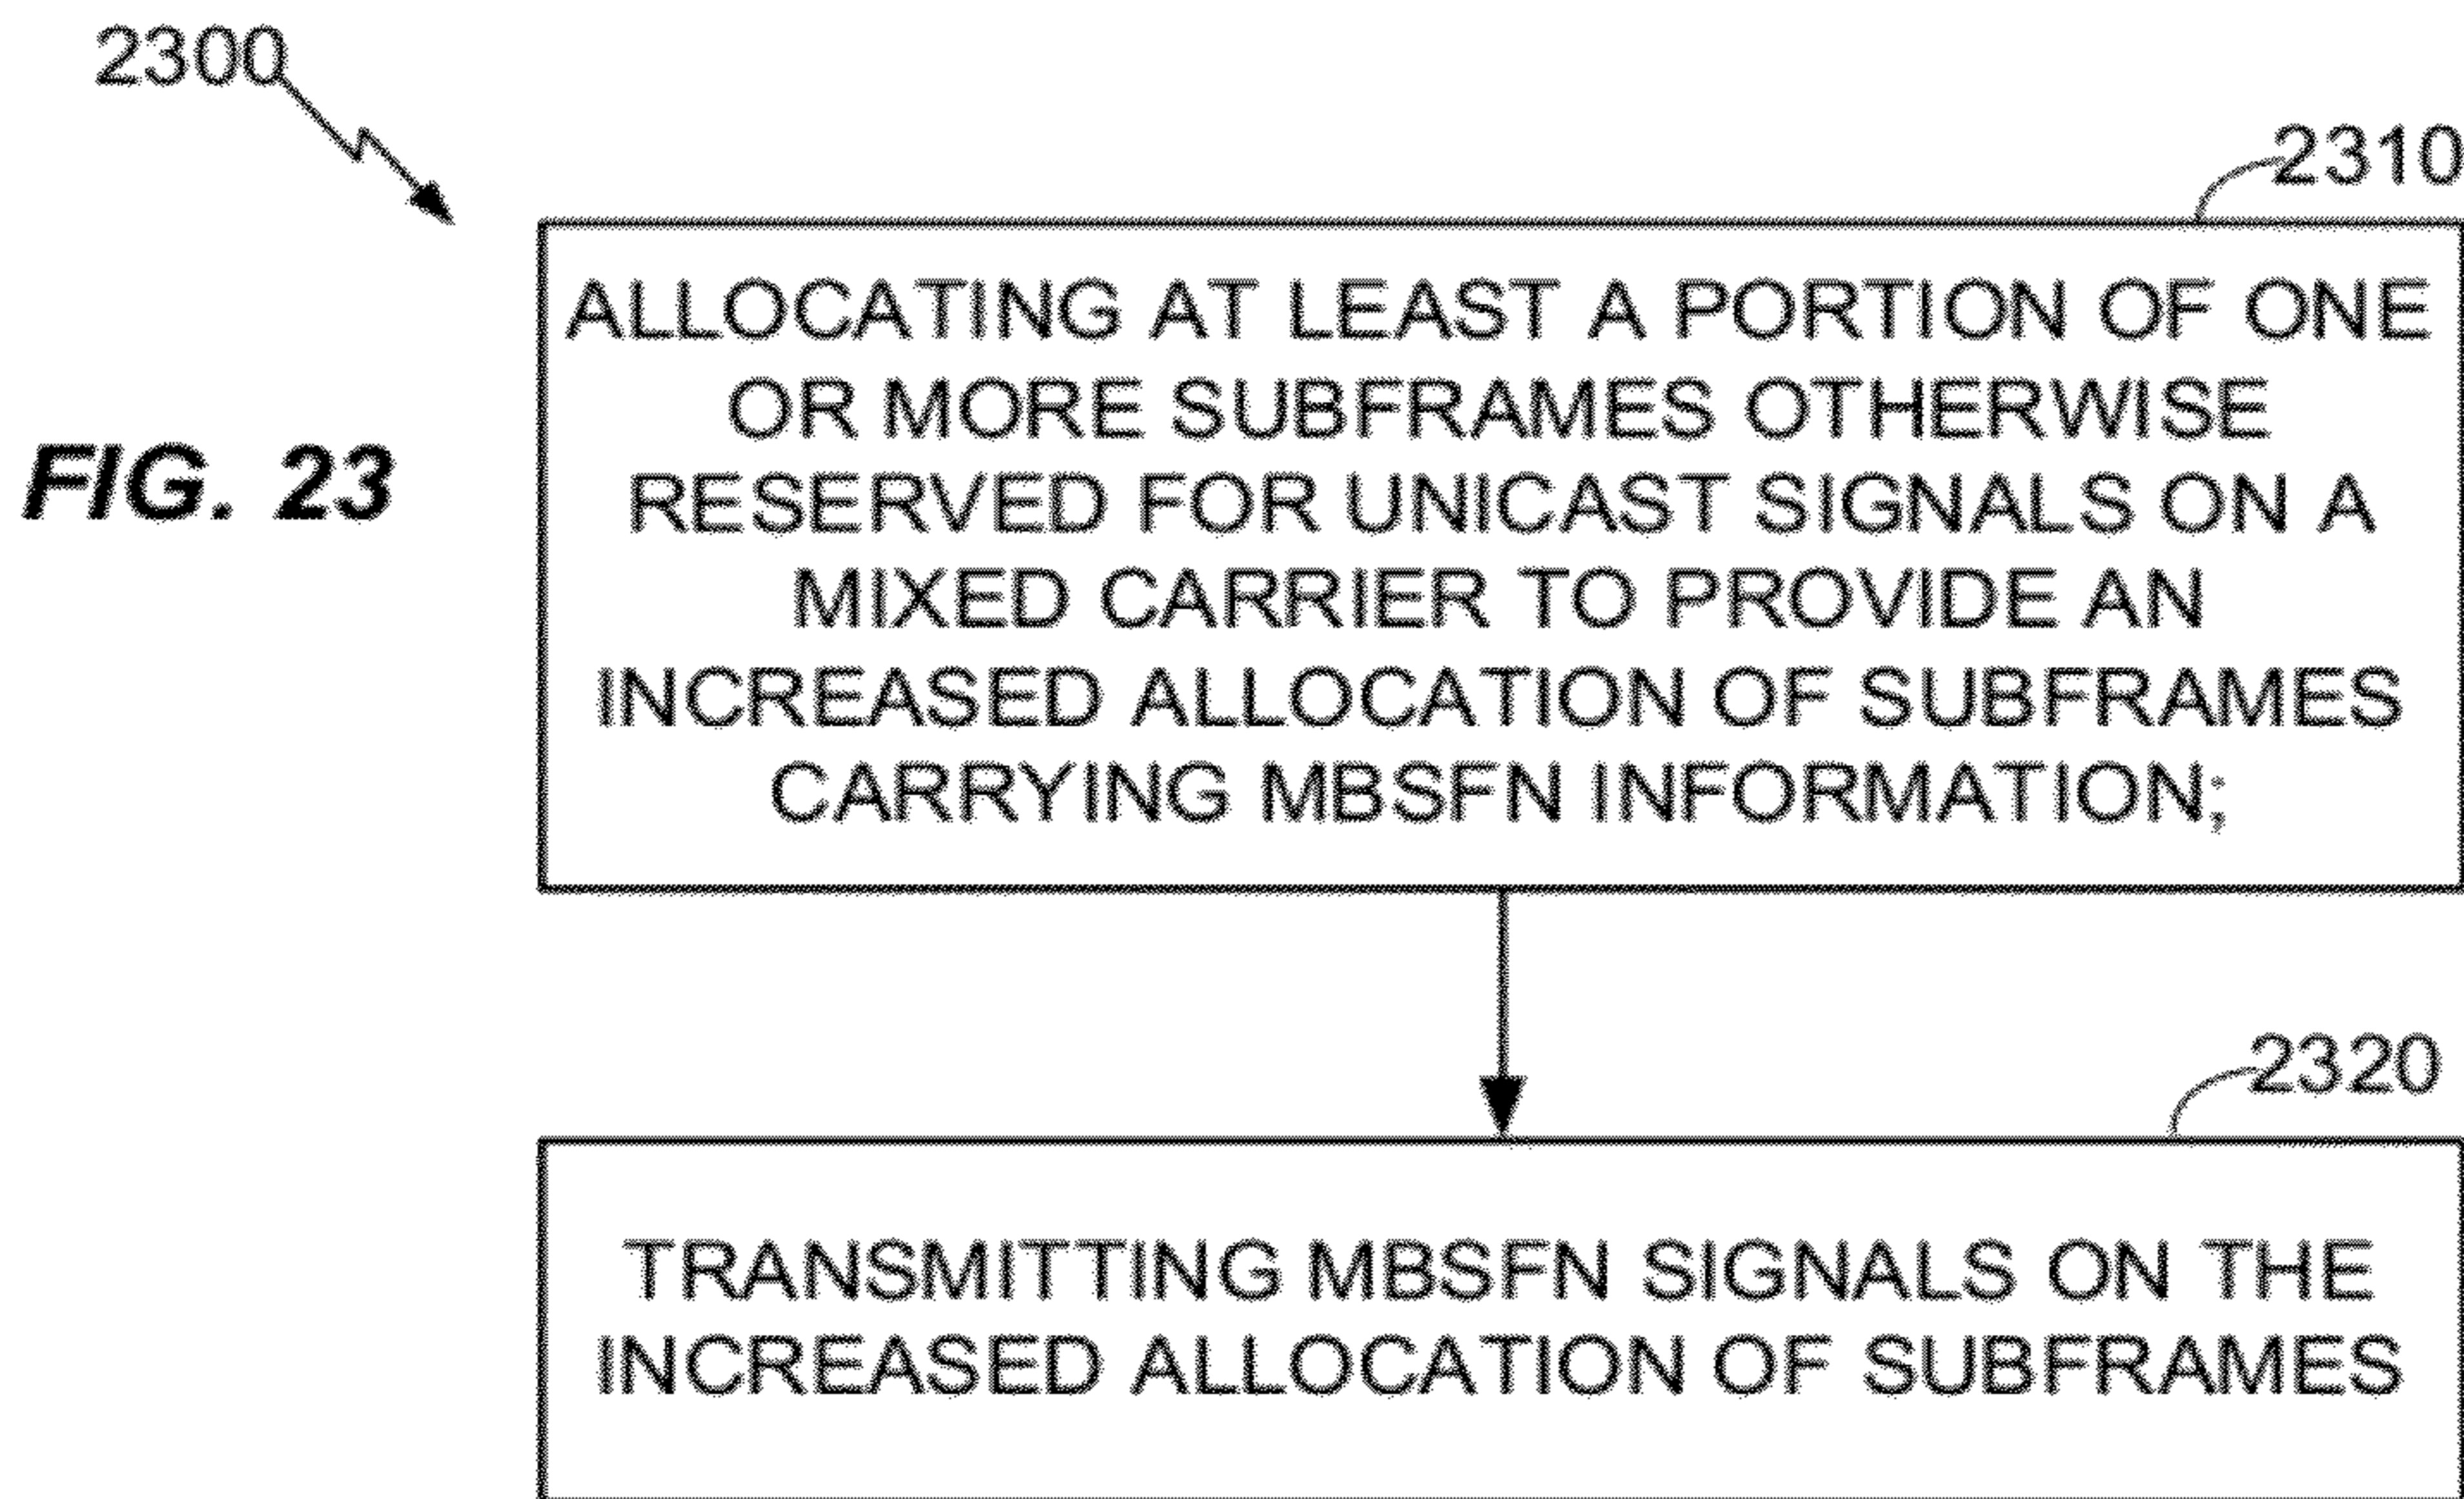 2300
2310
ALLOCATING AT LEAST A PORTION OF ONE
OR MORE SUBFRAMES OTHERWISE
RESERVED FOR UNICAST SIGNALS ON A
MIXED CARRIER TO PROVIDE AN
INCREASED ALLOCATION OF SUBFRAMES
CARRYING MBSFN INFORMATION;
FIG. 23
2320
TRANSMITTING MBSFN SIGNALS ON THE
INCREASED ALLOCATION OF SUBFRAMES